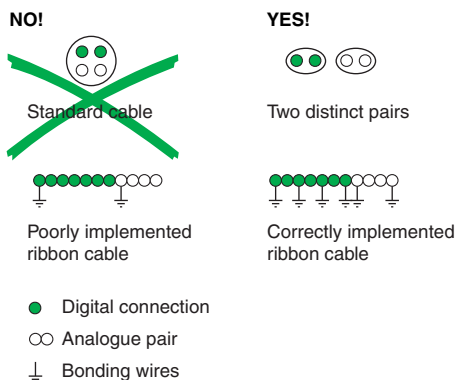 NO!
YES!
Standard cable
Two distinct pairs
Poorly implemented
ribbon cable
Correctly implemented
ribbon cable
Digital connection
Analogue pair
Bonding wires